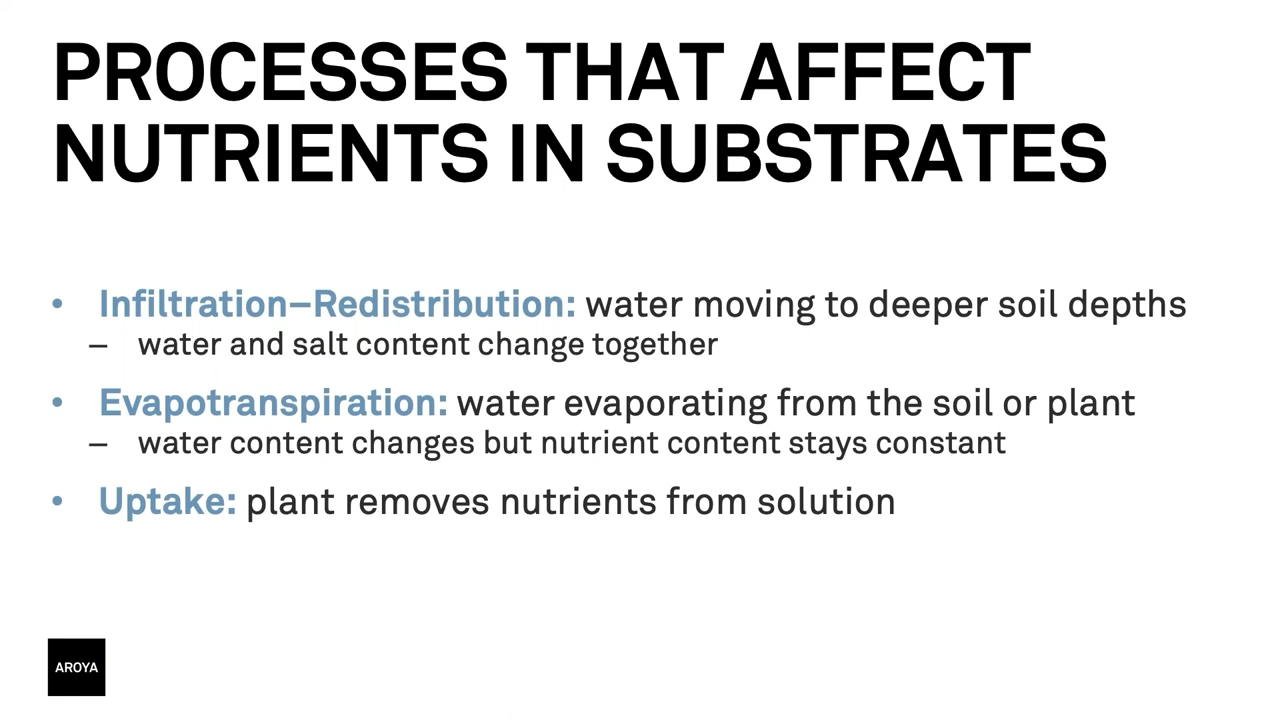 PROCESSES THAT AFFECT
NUTRIENTS IN SUBSTRATES
• Infiltration–Redistribution: water moving to deeper soil depths
– water and salt content change together
• Evapotranspiration: water evaporating from the soil or plant
– water content changes but nutrient content stays constant
• Uptake: plant removes nutrients from solution
AROYA